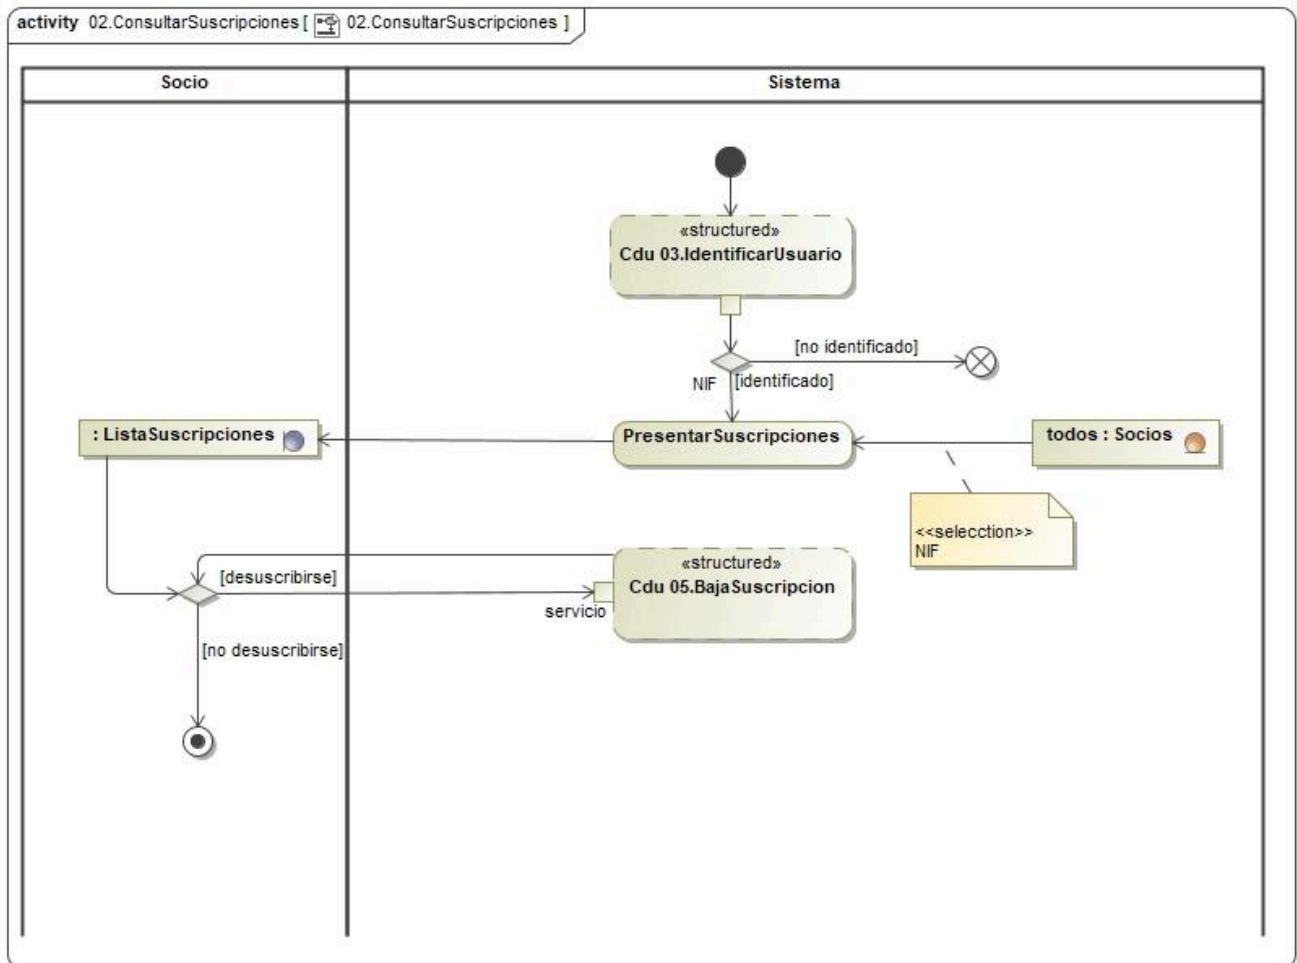 activity 02.ConsultarSuscripciones [ 02.ConsultarSuscripciones ]
Socio
Sistema
«structured»
Cdu 03.IdentificarUsuario
[no identificado]
NIF
[identificado]
: ListaSuscripciones
PresentarSuscripciones
todos : Socios
<<selecction>>
NIF
«structured»
Cdu 05.BajaSuscripcion
[desuscribirse]
servicio
[no desuscribirse]